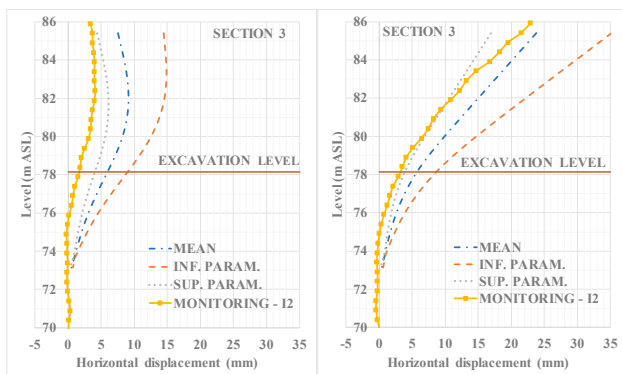 86
84
82
80
78
76
74
72
70
Level (m ASL)
SECTION 3
EXCAVATION LEVEL
MEAN
INF. PARAM.
SUP. PARAM.
MONITORING - I2
-5 0 5 10 15 20 25 30 35
Horizontal displacement (mm)
86
84
82
80
78
76
74
72
70
Level (m ASL)
SECTION 3
EXCAVATION LEVEL
MEAN
INF. PARAM.
SUP. PARAM.
MONITORING - I2
-5 0 5 10 15 20 25 30 35
Horizontal displacement (mm)